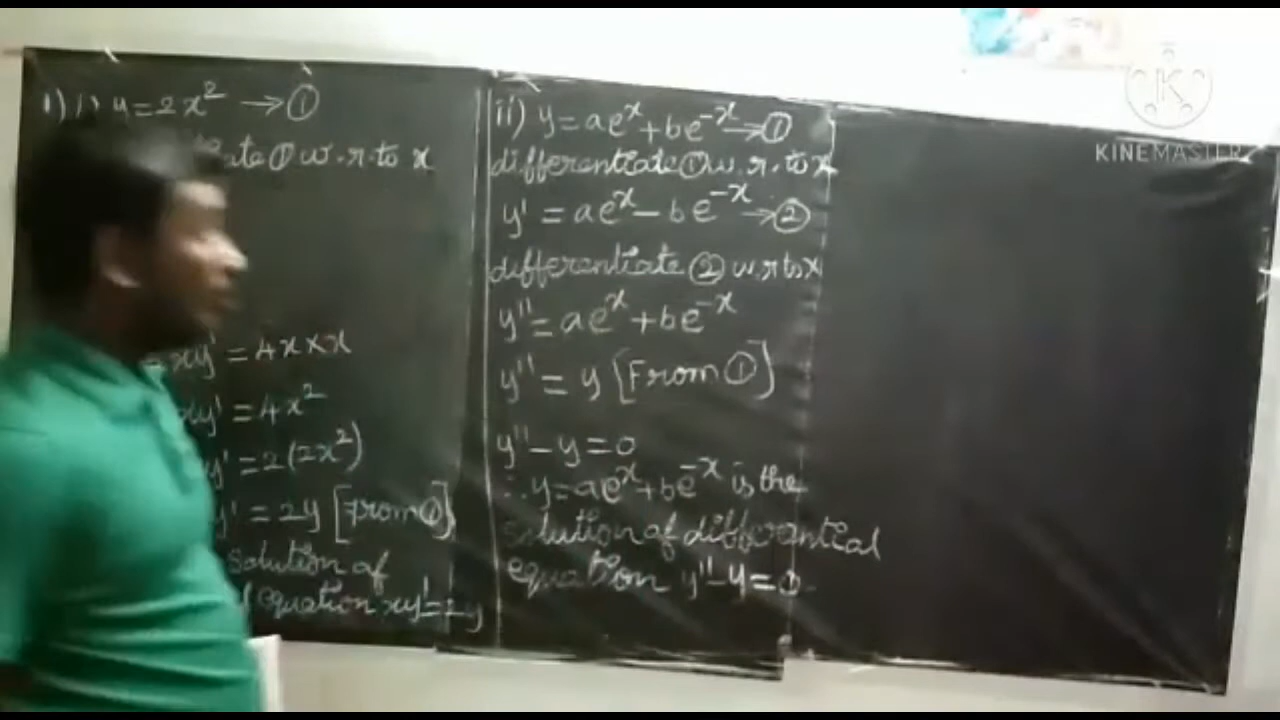 1) i) y = 2x² → ①
w.r.to x
xy' = 4x × x
xy' = 4x²
y' = 2(2x²)
y' = 2y [From ①]
solution of
equation xy' = 2y
ii) y = ae^x + be^-x → ①
differentiate ① w.r.to x
y' = ae^x - be^-x → ②
differentiate ② w.r.to x
y'' = ae^x + be^-x
y'' = y [From ①]
y'' - y = 0
∴ y = ae^x + be^-x is the
solution of differential
equation y'' - y =
K
KINEMASTER